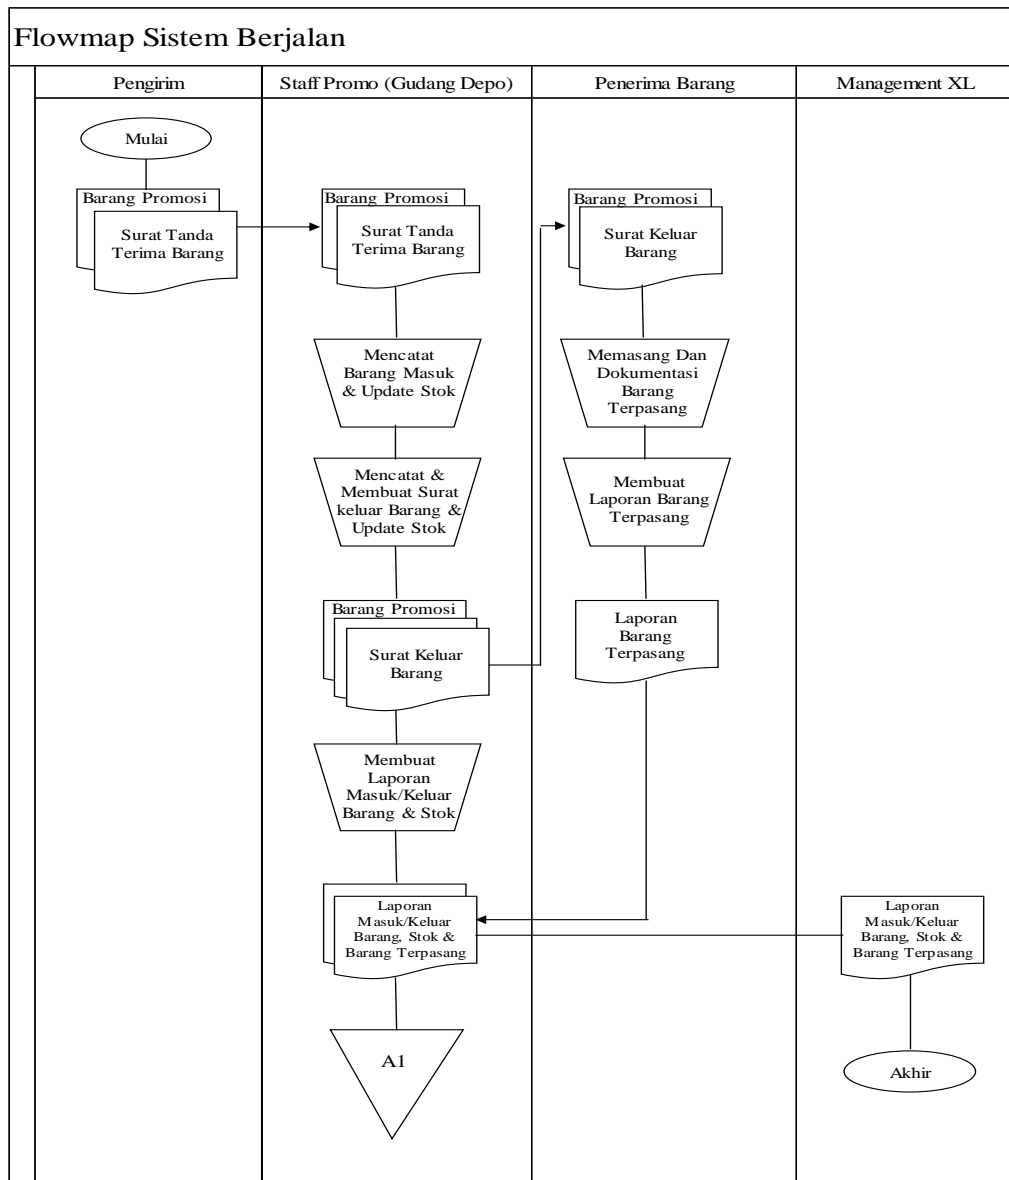 Flowmap Sistem Berjalan
Pengirim
Staff Promo (Gudang Depo)
Penerima Barang
Management XL
Mulai
Barang Promosi
Surat Tanda
Terima Barang
Barang Promosi
Surat Tanda
Terima Barang
Mencatat
Barang Masuk
& Update Stok
Mencatat &
Membuat Surat
keluar Barang &
Update Stok
Barang Promosi
Surat Keluar
Barang
Membuat
Laporan
Masuk/Keluar
Barang & Stok
Laporan
Masuk/Keluar
Barang, Stok &
Barang Terpasang
A1
Barang Promosi
Surat Keluar
Barang
Memasang Dan
Dokumentasi
Barang
Terpasang
Membuat
Laporan Barang
Terpasang
Laporan
Barang
Terpasang
Laporan
Masuk/Keluar
Barang, Stok &
Barang Terpasang
Akhir